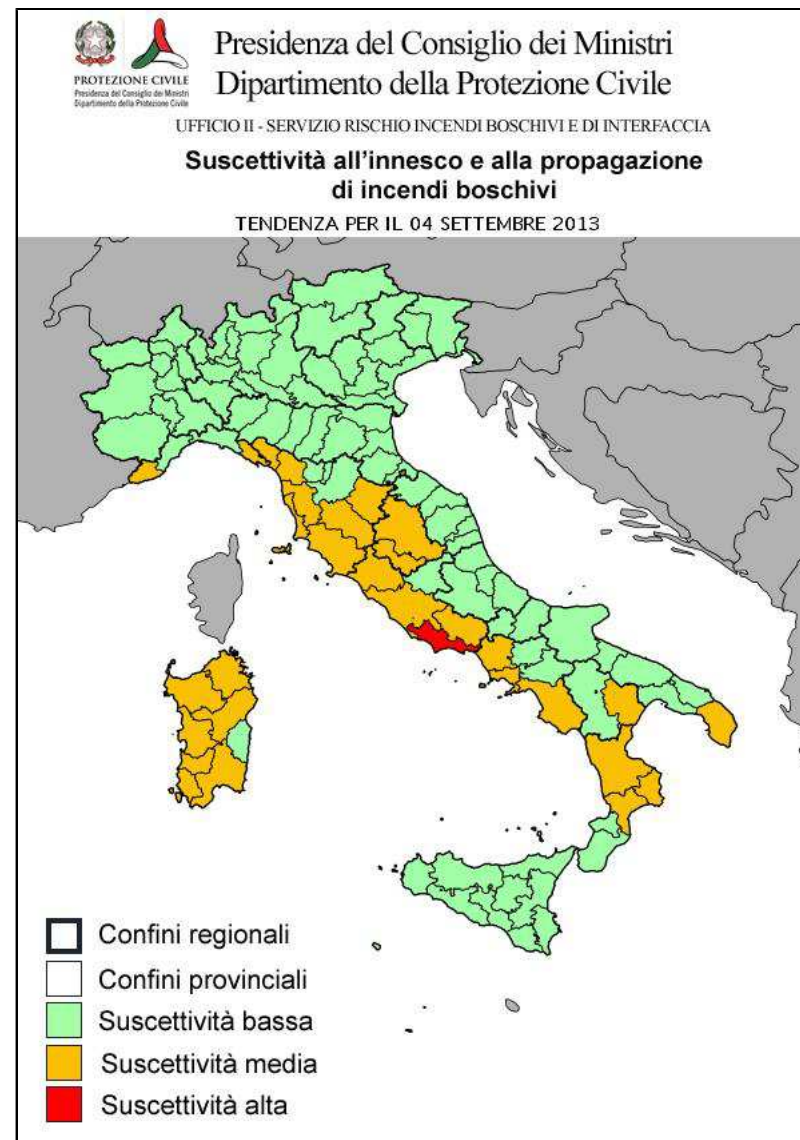 PROTEZIONE CIVILE
Presidenza del Consiglio dei Ministri
Dipartimento della Protezione Civile
Presidenza del Consiglio dei Ministri
Dipartimento della Protezione Civile
UFFICIO II - SERVIZIO RISCHIO INCENDI BOSCHIVI E DI INTERFACCIA
Suscettività all'innesco e alla propagazione
di incendi boschivi
TENDENZA PER IL 04 SETTEMBRE 2013
Confini regionali
Confini provinciali
Suscettività bassa
Suscettività media
Suscettività alta